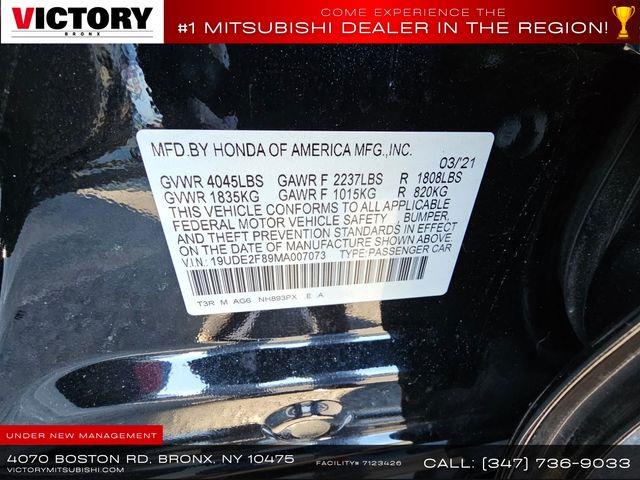 VICTORY
BRONX
COME EXPERIENCE THE
#1 MITSUBISHI DEALER IN THE REGION!
MFD.BY HONDA OF AMERICA MFG.,INC.
03/'21
GVWR 4045LBS GAWR F 2237LBS R 1808LBS
GVWR 1835KG GAWR F 1015KG R 820KG
THIS VEHICLE CONFORMS TO ALL APPLICABLE
FEDERAL MOTOR VEHICLE SAFETY BUMPER,
AND THEFT PREVENTION STANDARDS IN EFFECT
ON THE DATE OF MANUFACTURE SHOWN ABOVE.
V.I.N.: 19UDE2F89MA007073 TYPE:PASSENGER CAR
T3R M AG6 NH893PX B A
UNDER NEW MANAGEMENT
4070 BOSTON RD, BRONX, NY 10475
VICTORYMITSUBISHI.COM
FACILITY# 7123426
CALL: (347) 736-9033